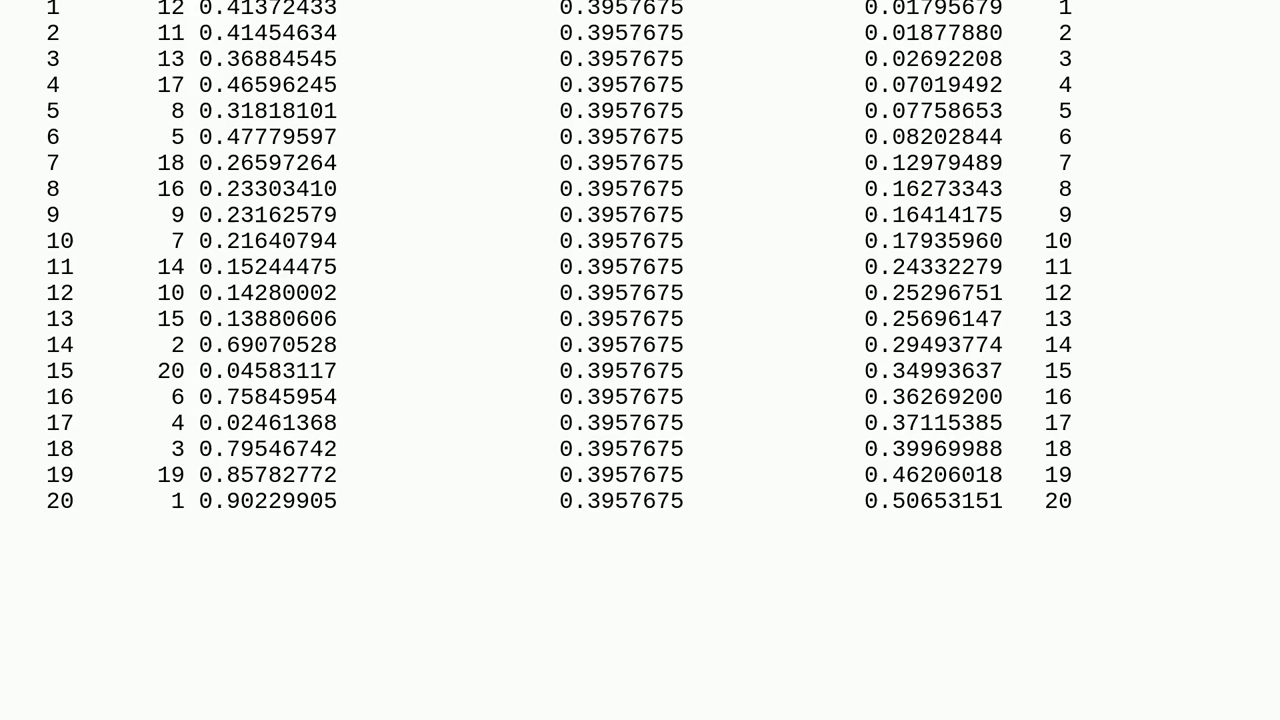 1 12 0.41372433 0.3957675 0.01795679 1
2 11 0.41454634 0.3957675 0.01877880 2
3 13 0.36884545 0.3957675 0.02692208 3
4 17 0.46596245 0.3957675 0.07019492 4
5 8 0.31818101 0.3957675 0.07758653 5
6 5 0.47779597 0.3957675 0.08202844 6
7 18 0.26597264 0.3957675 0.12979489 7
8 16 0.23303410 0.3957675 0.16273343 8
9 9 0.23162579 0.3957675 0.16414175 9
10 7 0.21640794 0.3957675 0.17935960 10
11 14 0.15244475 0.3957675 0.24332279 11
12 10 0.14280002 0.3957675 0.25296751 12
13 15 0.13880606 0.3957675 0.25696147 13
14 2 0.69070528 0.3957675 0.29493774 14
15 20 0.04583117 0.3957675 0.34993637 15
16 6 0.75845954 0.3957675 0.36269200 16
17 4 0.02461368 0.3957675 0.37115385 17
18 3 0.79546742 0.3957675 0.39969988 18
19 19 0.85782772 0.3957675 0.46206018 19
20 1 0.90229905 0.3957675 0.50653151 20